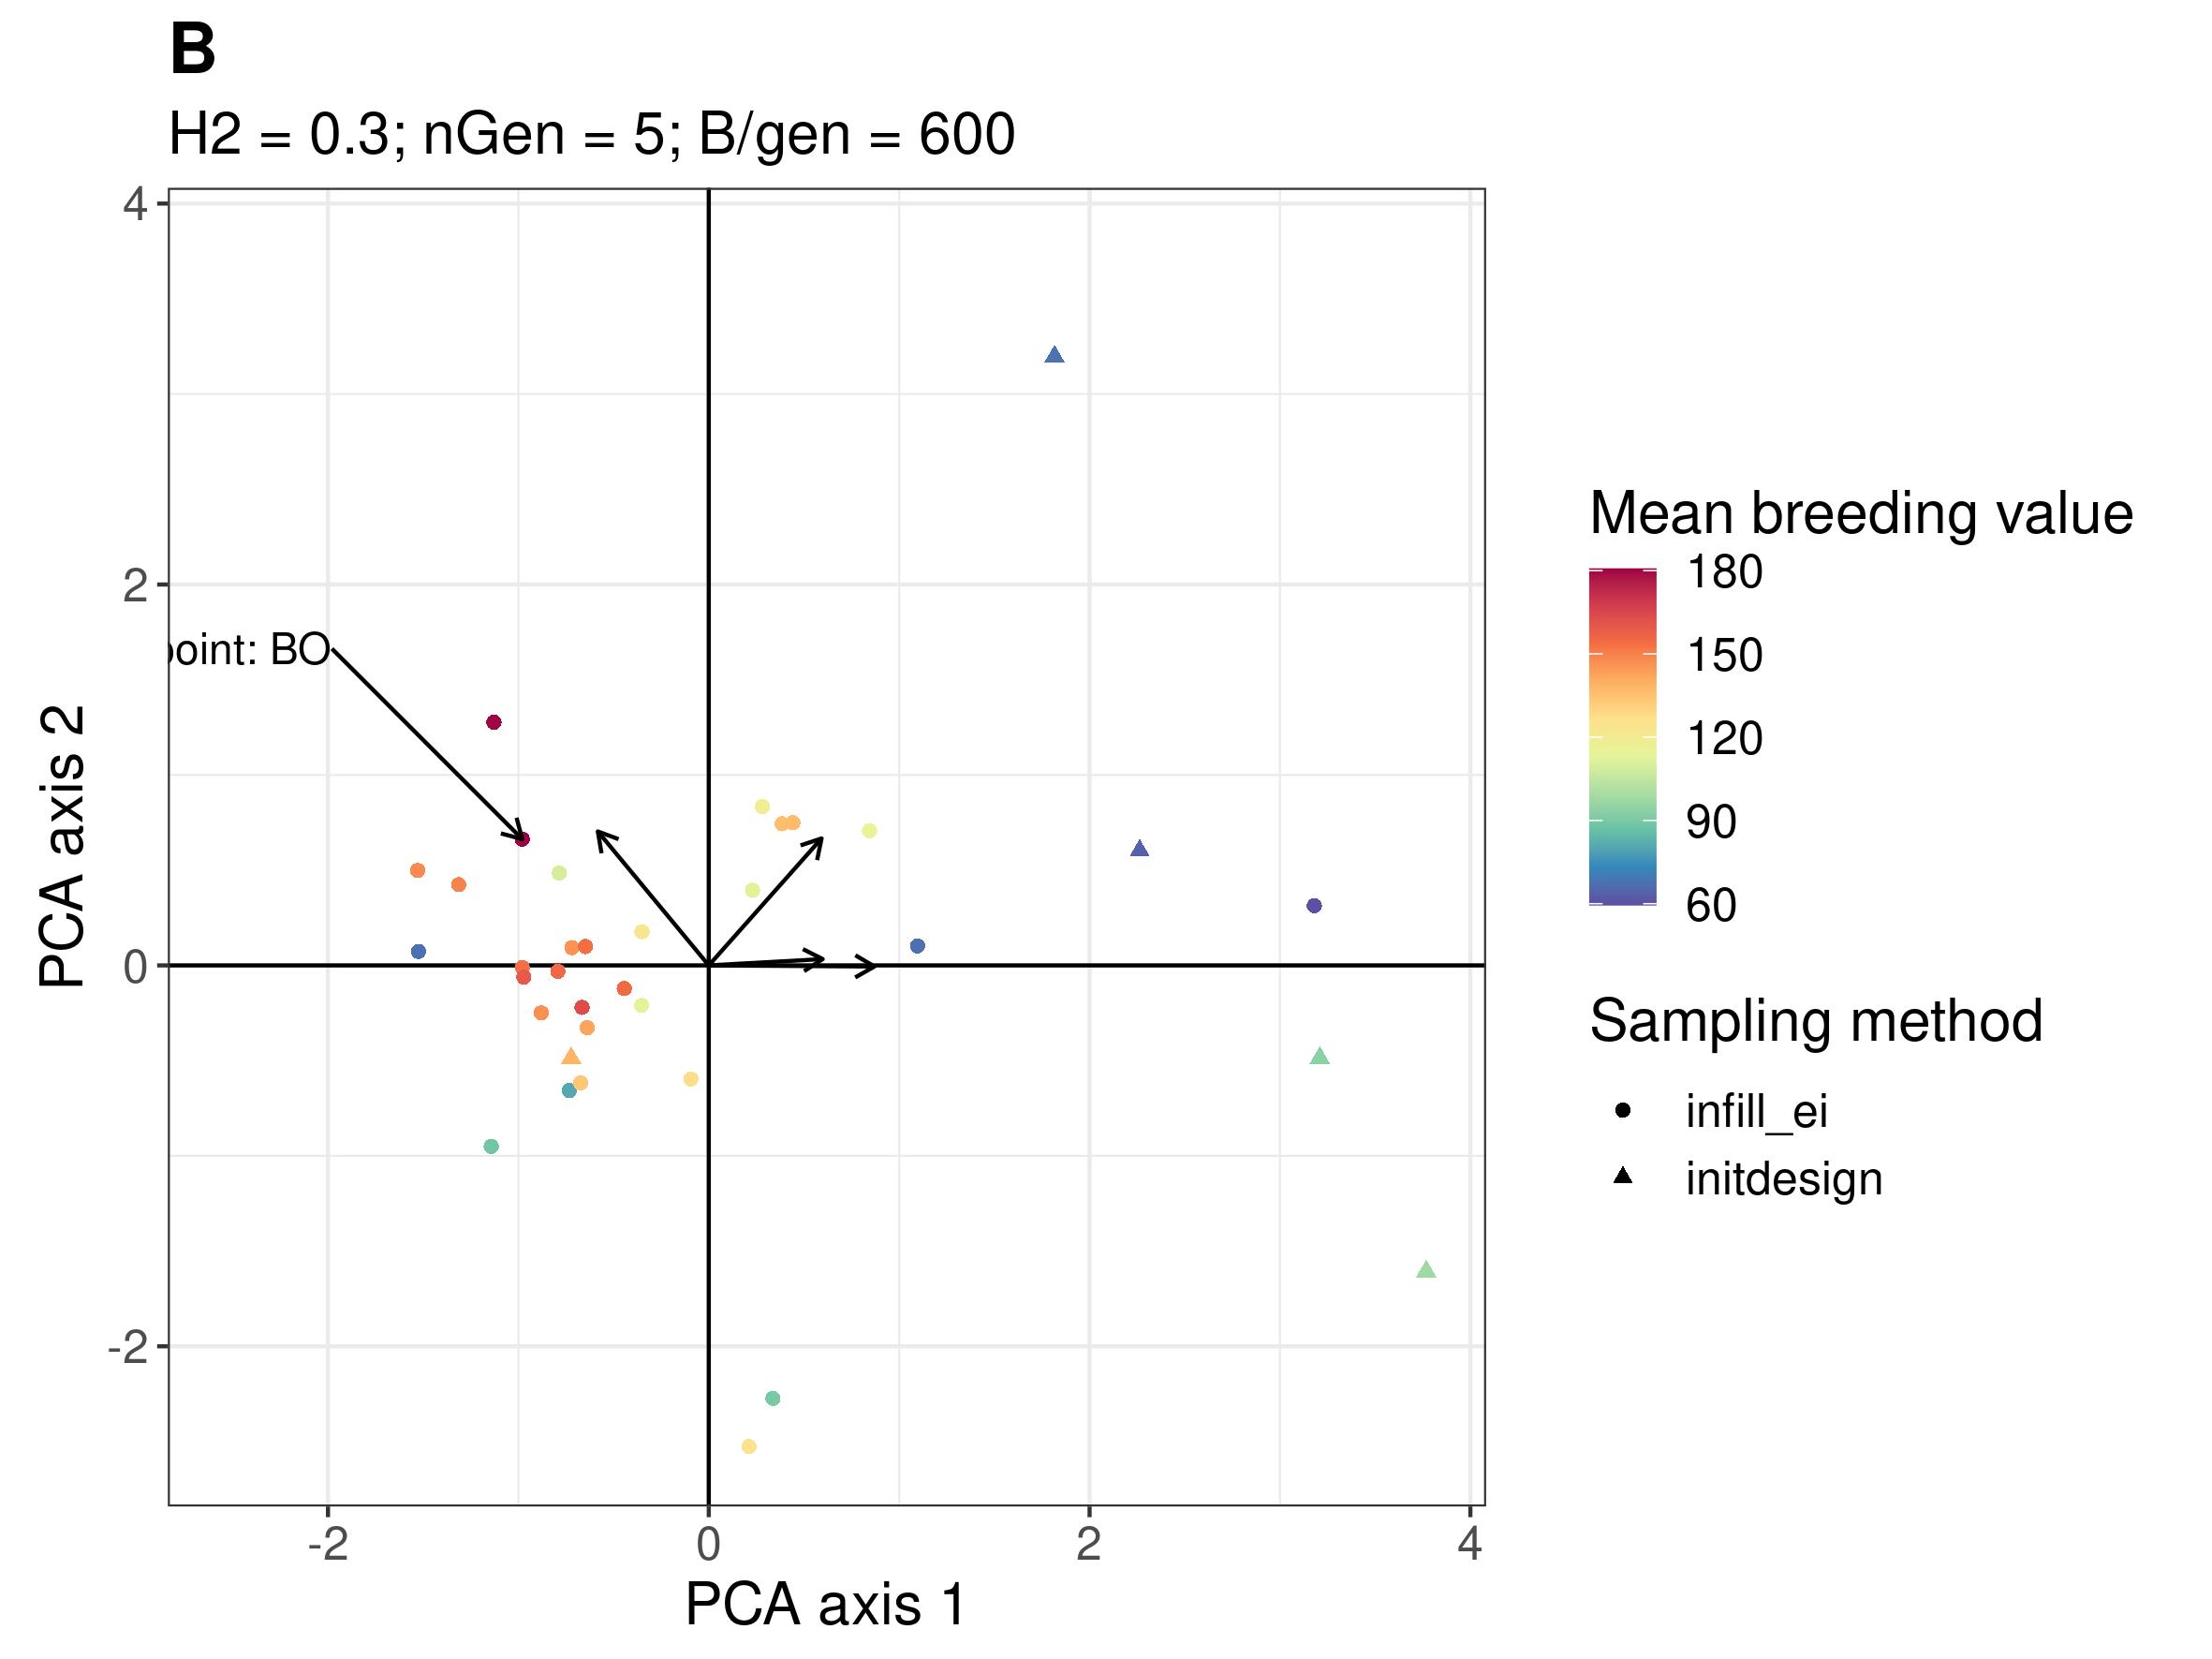 B
H2 = 0.3; nGen = 5; B/gen = 600
4
2
0
-2
PCA axis 2
point: BO
-2
0
2
4
PCA axis 1
Mean breeding value
180
150
120
90
60
Sampling method
infill_ei
initdesign